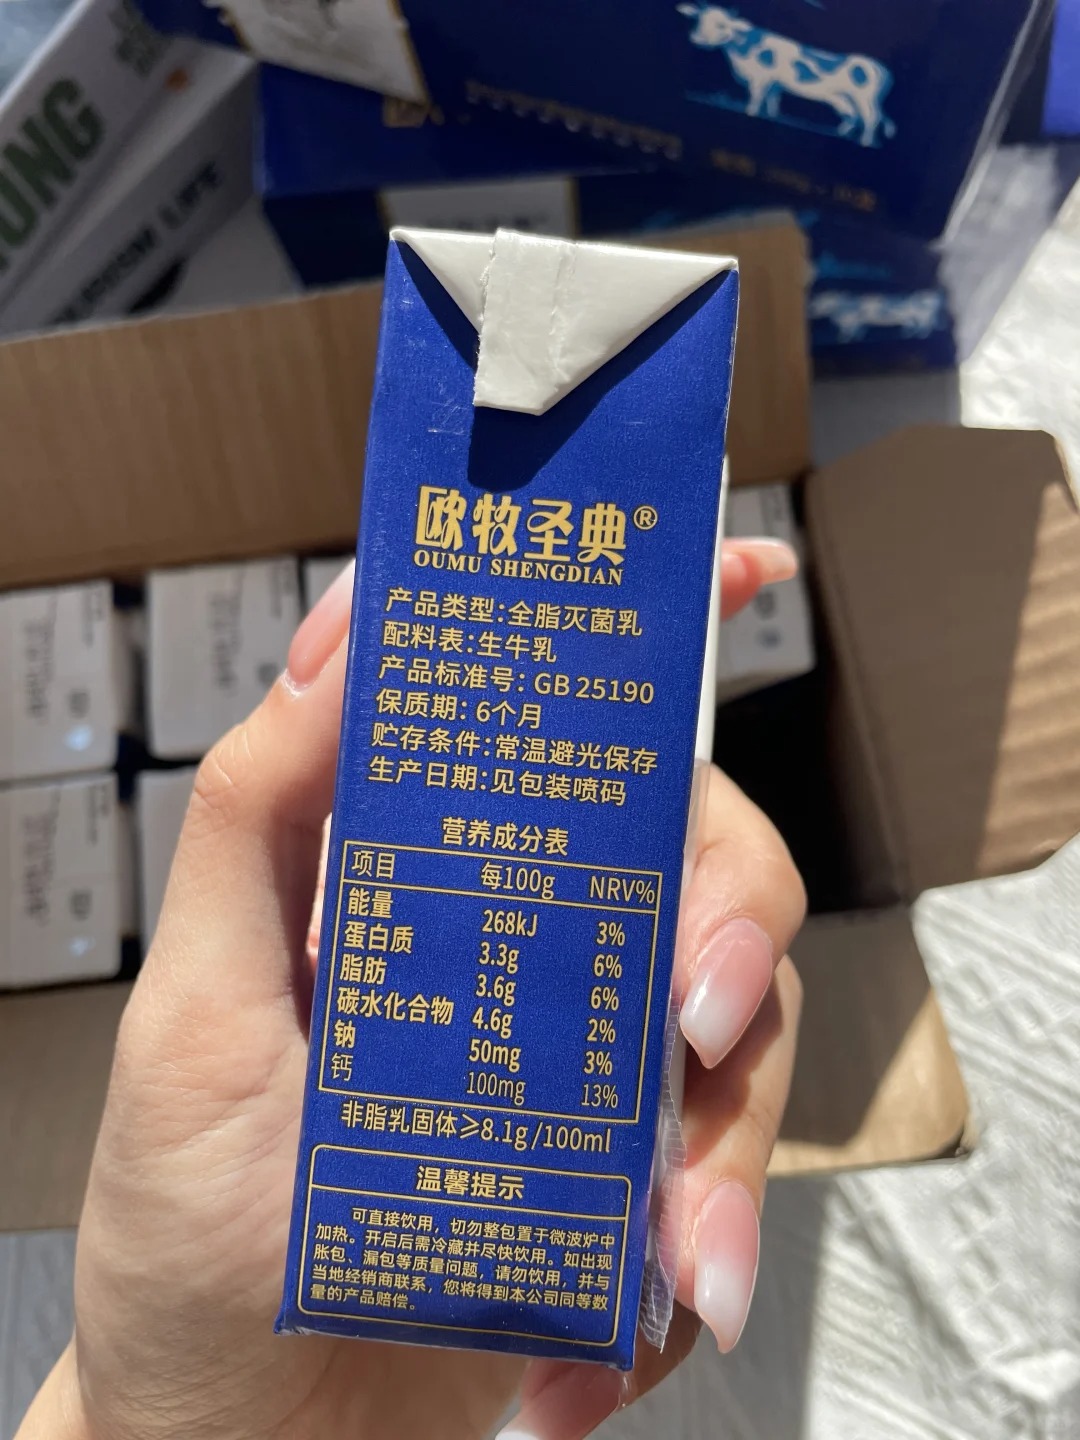 UNG
欧牧圣典®
OUMU SHENGDIAN
产品类型:全脂灭菌乳
配料表:生牛乳
产品标准号: GB 25190
保质期: 6个月
贮存条件:常温避光保存
生产日期:见包装喷码
营养成分表
项目 每100g NRV%
能量 268kJ 3%
蛋白质 3.3g 6%
脂肪 3.6g 6%
碳水化合物 4.6g 2%
钠 50mg 3%
钙 100mg 13%
非脂乳固体≥8.1g/100ml
温馨提示
可直接饮用，切勿整包置于微波炉中
加热。开启后需冷藏并尽快饮用。如出现
胀包、漏包等质量问题，请勿饮用，并与
当地经销商联系，您将得到本公司同等数
量的产品赔偿。